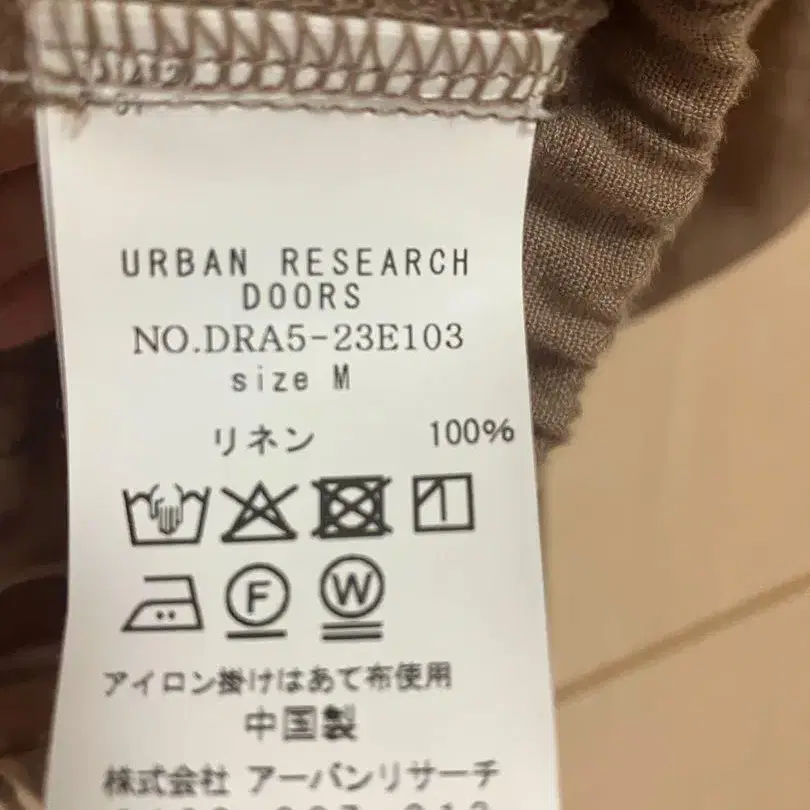 URBAN RESEARCH
DOORS
NO.DRA5-23E103
size M
リネン 100%
F W
アイロン掛けはあて布使用
中国製
株式会社 アーバンリサーチ